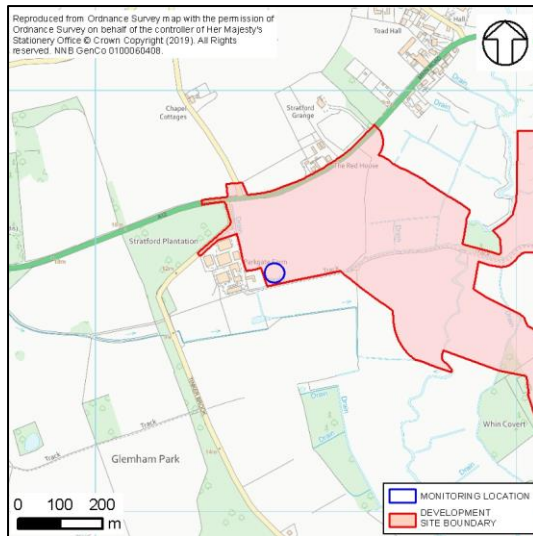 Reproduced from Ordnance Survey map with the permission of
Ordnance Survey on behalf of the controller of Her Majesty's
Stationery Office © Crown Copyright (2019). All Rights
reserved. NNB GenCo 0100060408.
Hall
Toad Hall
Drain
Chapel
Cottages
Stratford
Grange
The Red House
Stratford Plantation
Parkgate Farm
Track
Drain
Drain
Drain
Track
Glemham Park
Whin Covert
0 100 200
m
MONITORING LOCATION
DEVELOPMENT
SITE BOUNDARY